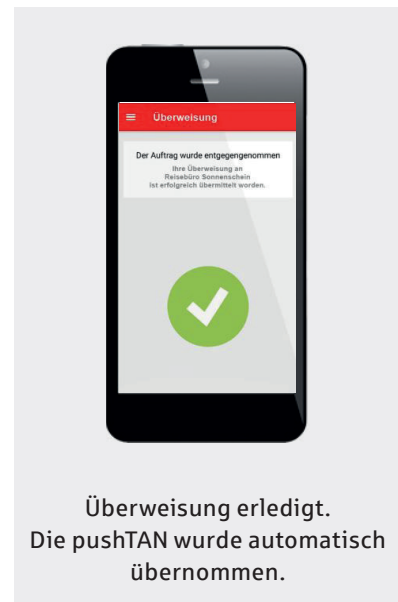 Überweisung
Der Auftrag wurde entgegengenommen
Ihre Überweisung an
Reisebüro Sonnenschein
ist erfolgreich übermittelt worden.
Überweisung erledigt.
Die pushTAN wurde automatisch
übernommen.